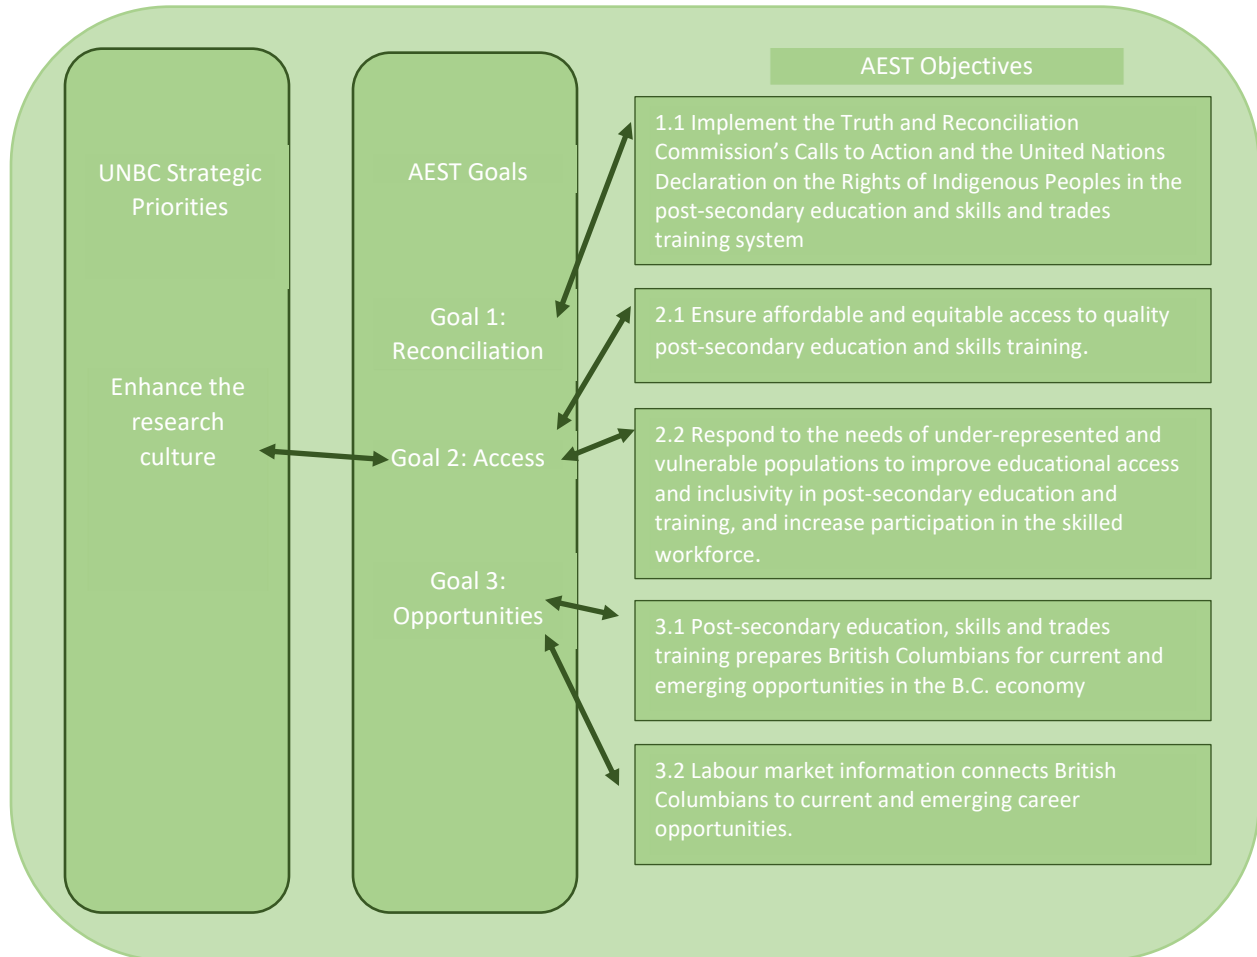 UNBC Strategic
Priorities
Enhance the
research
culture
AEST Goals
Goal 1:
Reconciliation
Goal 2: Access
Goal 3:
Opportunities
AEST Objectives
1.1 Implement the Truth and Reconciliation
Commission’s Calls to Action and the United Nations
Declaration on the Rights of Indigenous Peoples in the
post-secondary education and skills and trades
training system
2.1 Ensure affordable and equitable access to quality
post-secondary education and skills training.
2.2 Respond to the needs of under-represented and
vulnerable populations to improve educational access
and inclusivity in post-secondary education and
training, and increase participation in the skilled
workforce.
3.1 Post-secondary education, skills and trades
training prepares British Columbians for current and
emerging opportunities in the B.C. economy
3.2 Labour market information connects British
Columbians to current and emerging career
opportunities.